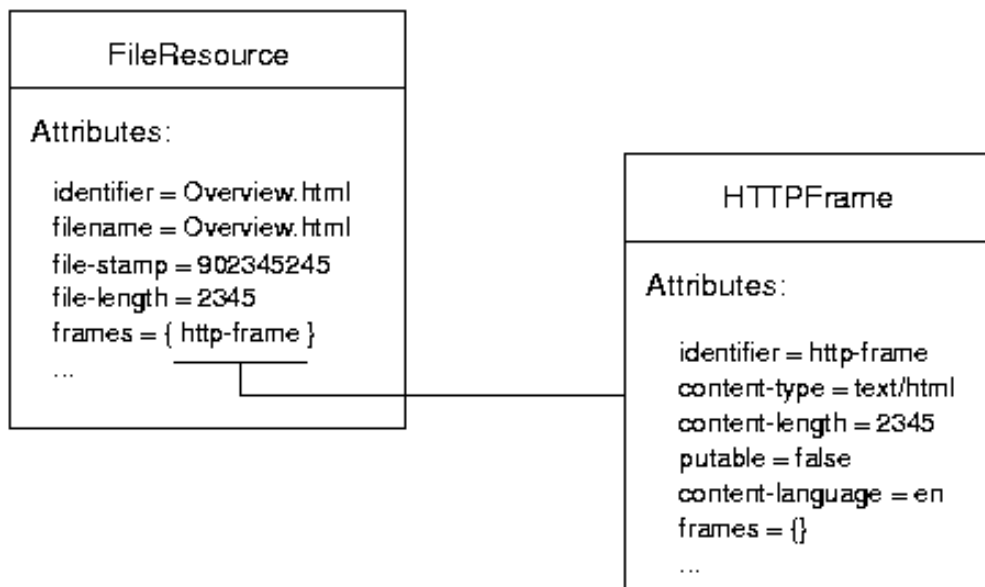 FileResource
Attributes:
identifier = Overview.html
filename = Overview.html
file-stamp = 902345245
file-length = 2345
frames = { http-frame }
...
HTTPFrame
Attributes:
identifier = http-frame
content-type = text/html
content-length = 2345
putable = false
content-language = en
frames = {}
...